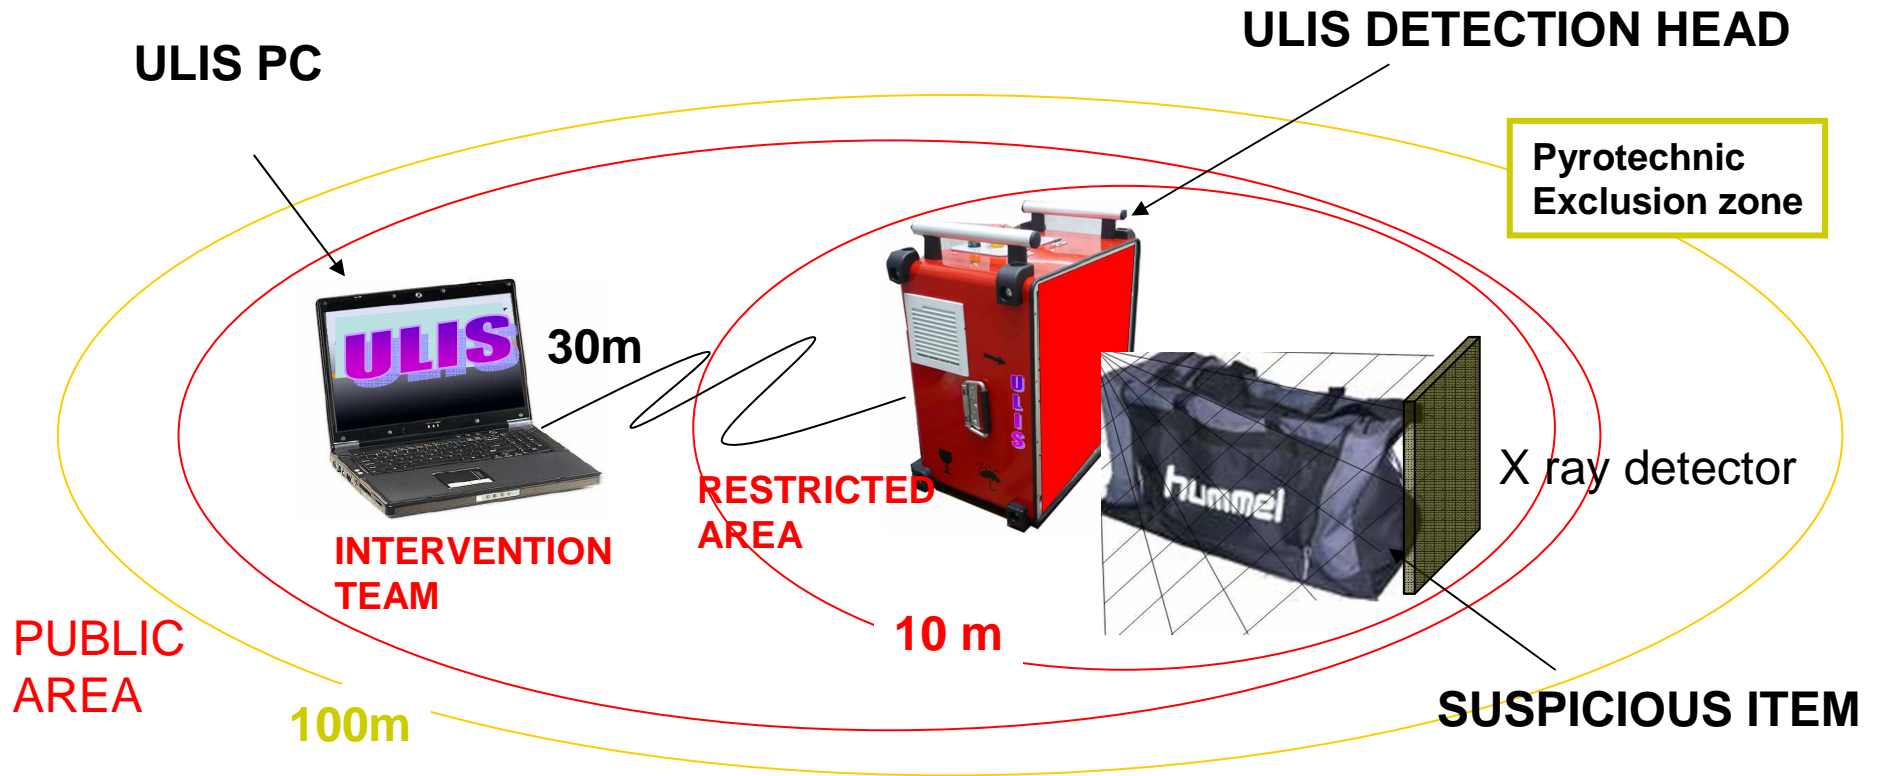 ULIS DETECTION HEAD
ULIS PC
Pyrotechnic
Exclusion zone
ULIS
30m
ULIS
hummel
X ray detector
RESTRICTED
AREA
INTERVENTION
TEAM
10 m
PUBLIC
AREA
100m
SUSPICIOUS ITEM